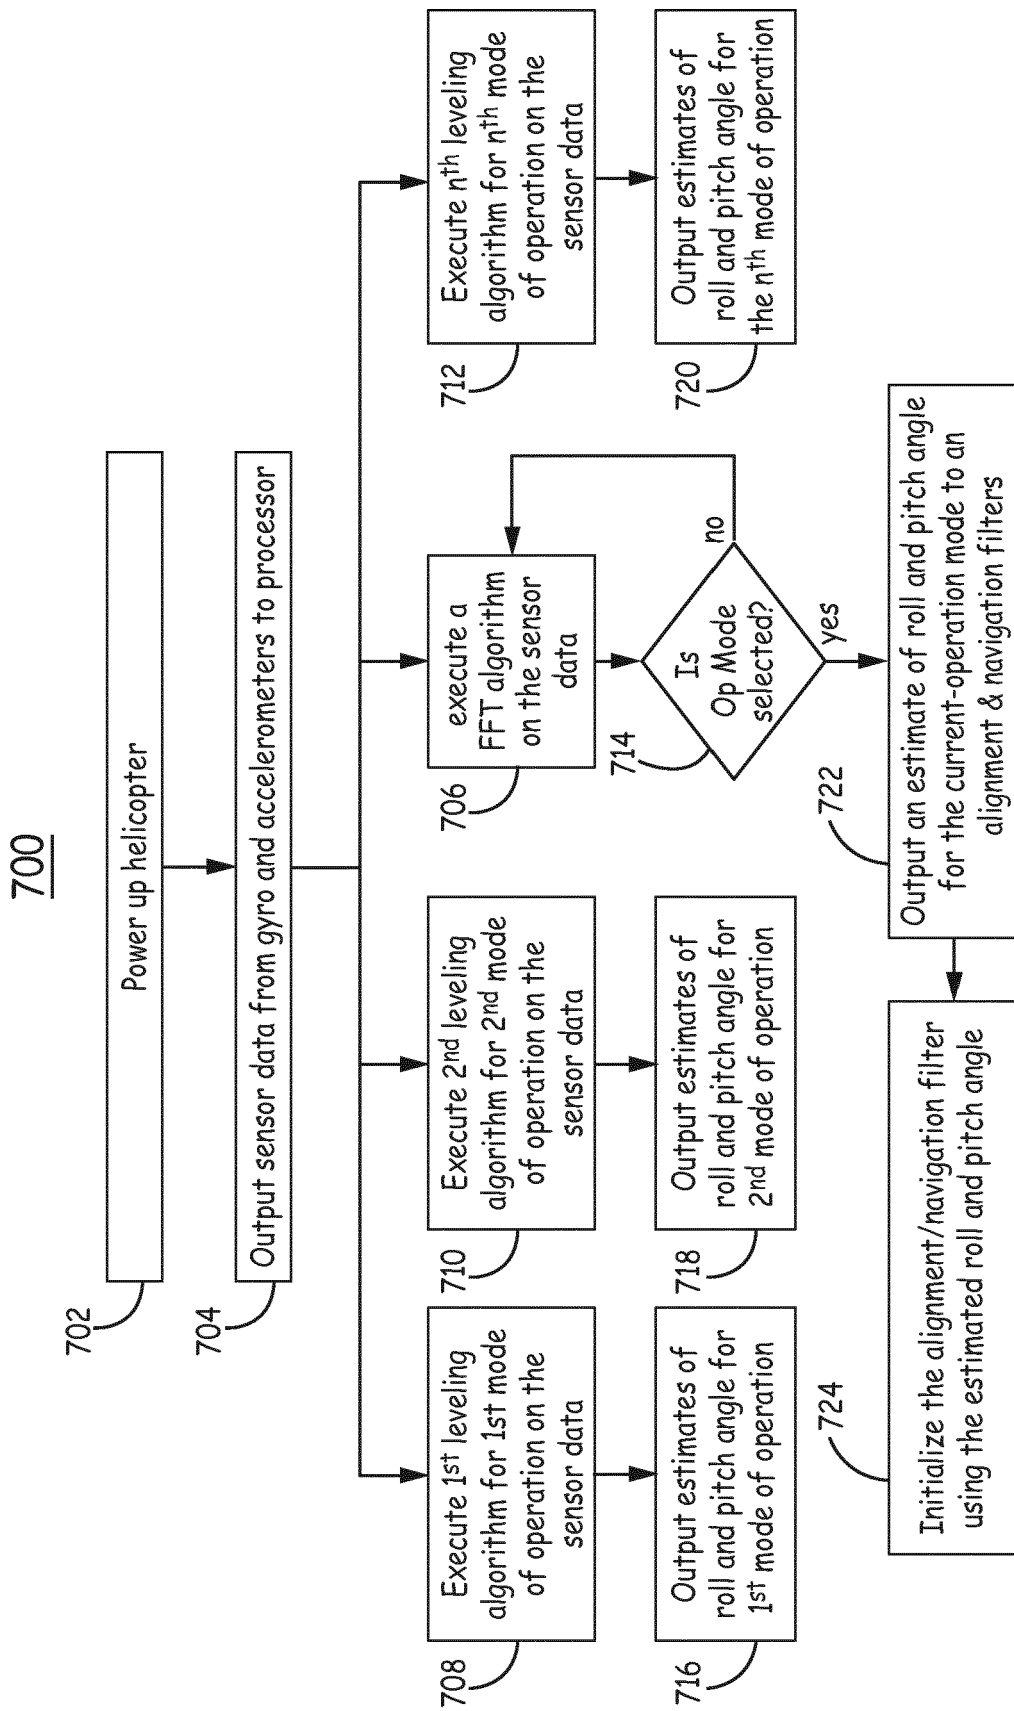 700
702
Power up helicopter
704
Output sensor data from gyro and accelerometers to processor
708
Execute 1st leveling
algorithm for 1st mode
of operation on the
sensor data
710
Execute 2nd leveling
algorithm for 2nd mode
of operation on the
sensor data
706
execute a
FFT algorithm
on the sensor
data
712
Execute nth leveling
algorithm for nth mode
of operation on the
sensor data
716
Output estimates of
roll and pitch angle for
1st mode of operation
718
Output estimates of
roll and pitch angle for
2nd mode of operation
714
Is
Op Mode
selected?
no
yes
720
Output estimates of
roll and pitch angle for
the nth mode of operation
724
Initialize the alignment/navigation filter
using the estimated roll and pitch angle
722
Output an estimate of roll and pitch angle
for the current-operation mode to an
alignment & navigation filters